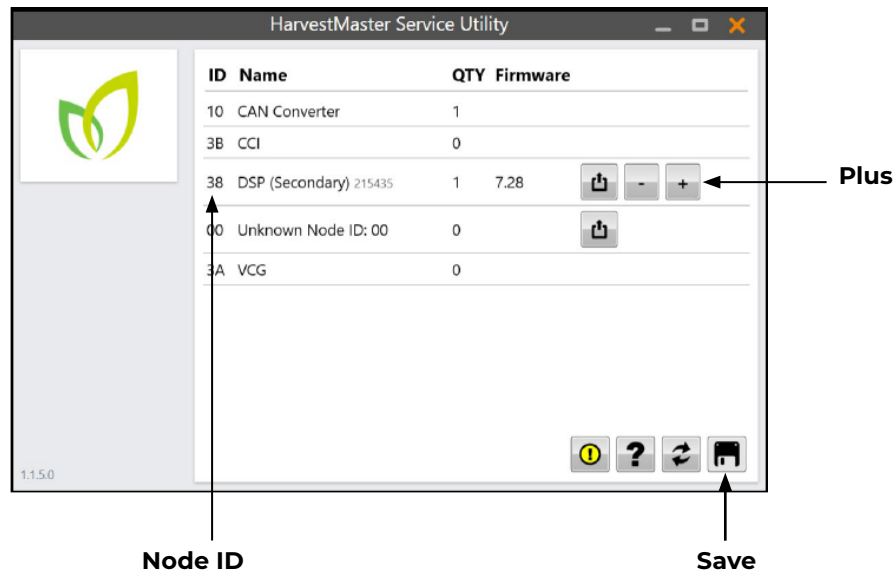 HarvestMaster Service Utility
ID Name QTY Firmware
10 CAN Converter 1
3B CCI 0
38 DSP (Secondary) 215435 1 7.28 - +
Plus
00 Unknown Node ID: 00 0
3A VCG 0
! ?
1.1.5.0
Node ID
Save